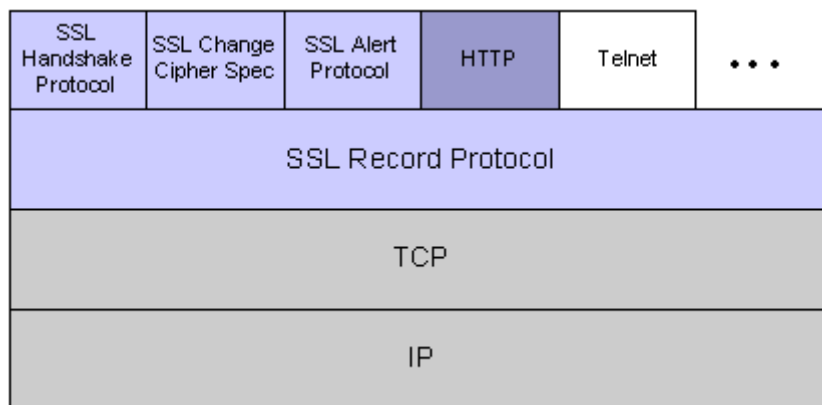 SSL
Handshake
Protocol
SSL Change
Cipher Spec
SSL Alert
Protocol
HTTP
Telnet
...
SSL Record Protocol
TCP
IP